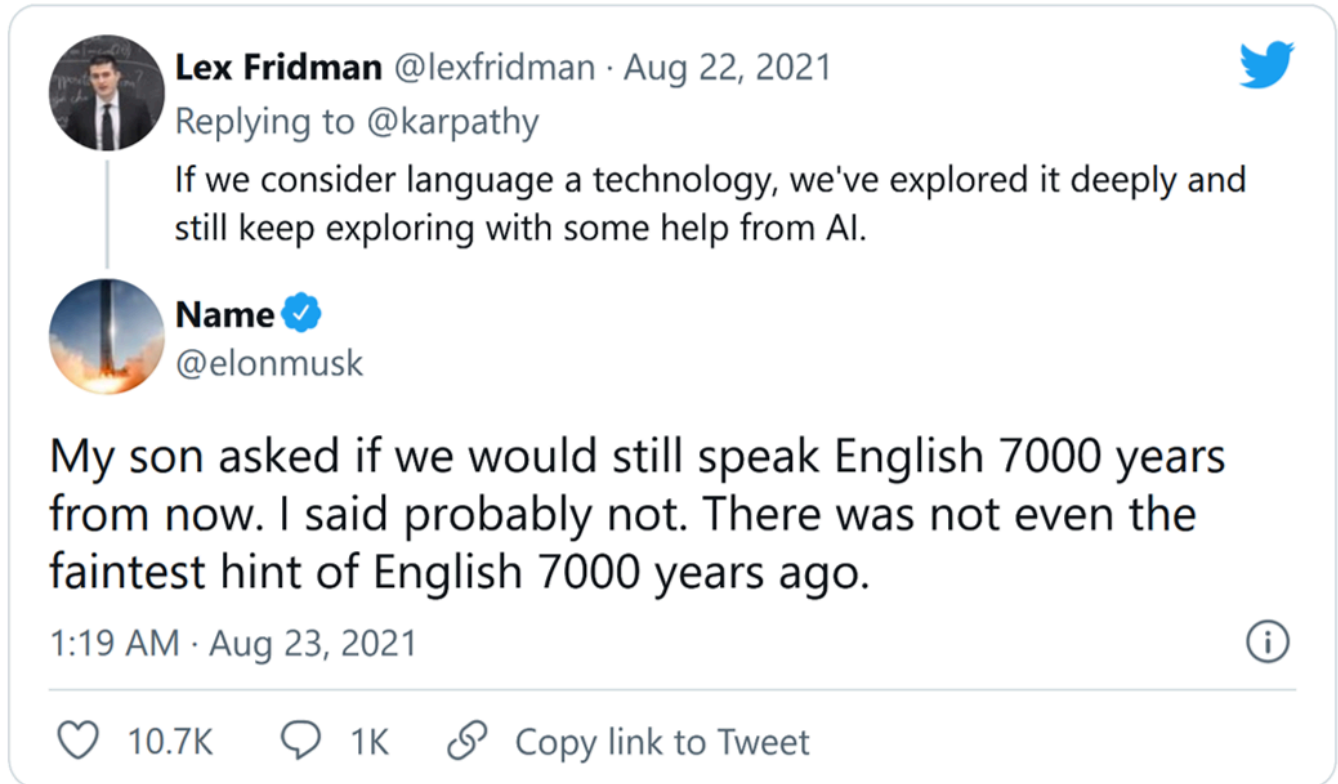 Lex Fridman @lexfridman · Aug 22, 2021
Replying to @karpathy
If we consider language a technology, we've explored it deeply and
still keep exploring with some help from AI.
Name
@elonmusk
My son asked if we would still speak English 7000 years
from now. I said probably not. There was not even the
faintest hint of English 7000 years ago.
1:19 AM · Aug 23, 2021
10.7K 1K Copy link to Tweet